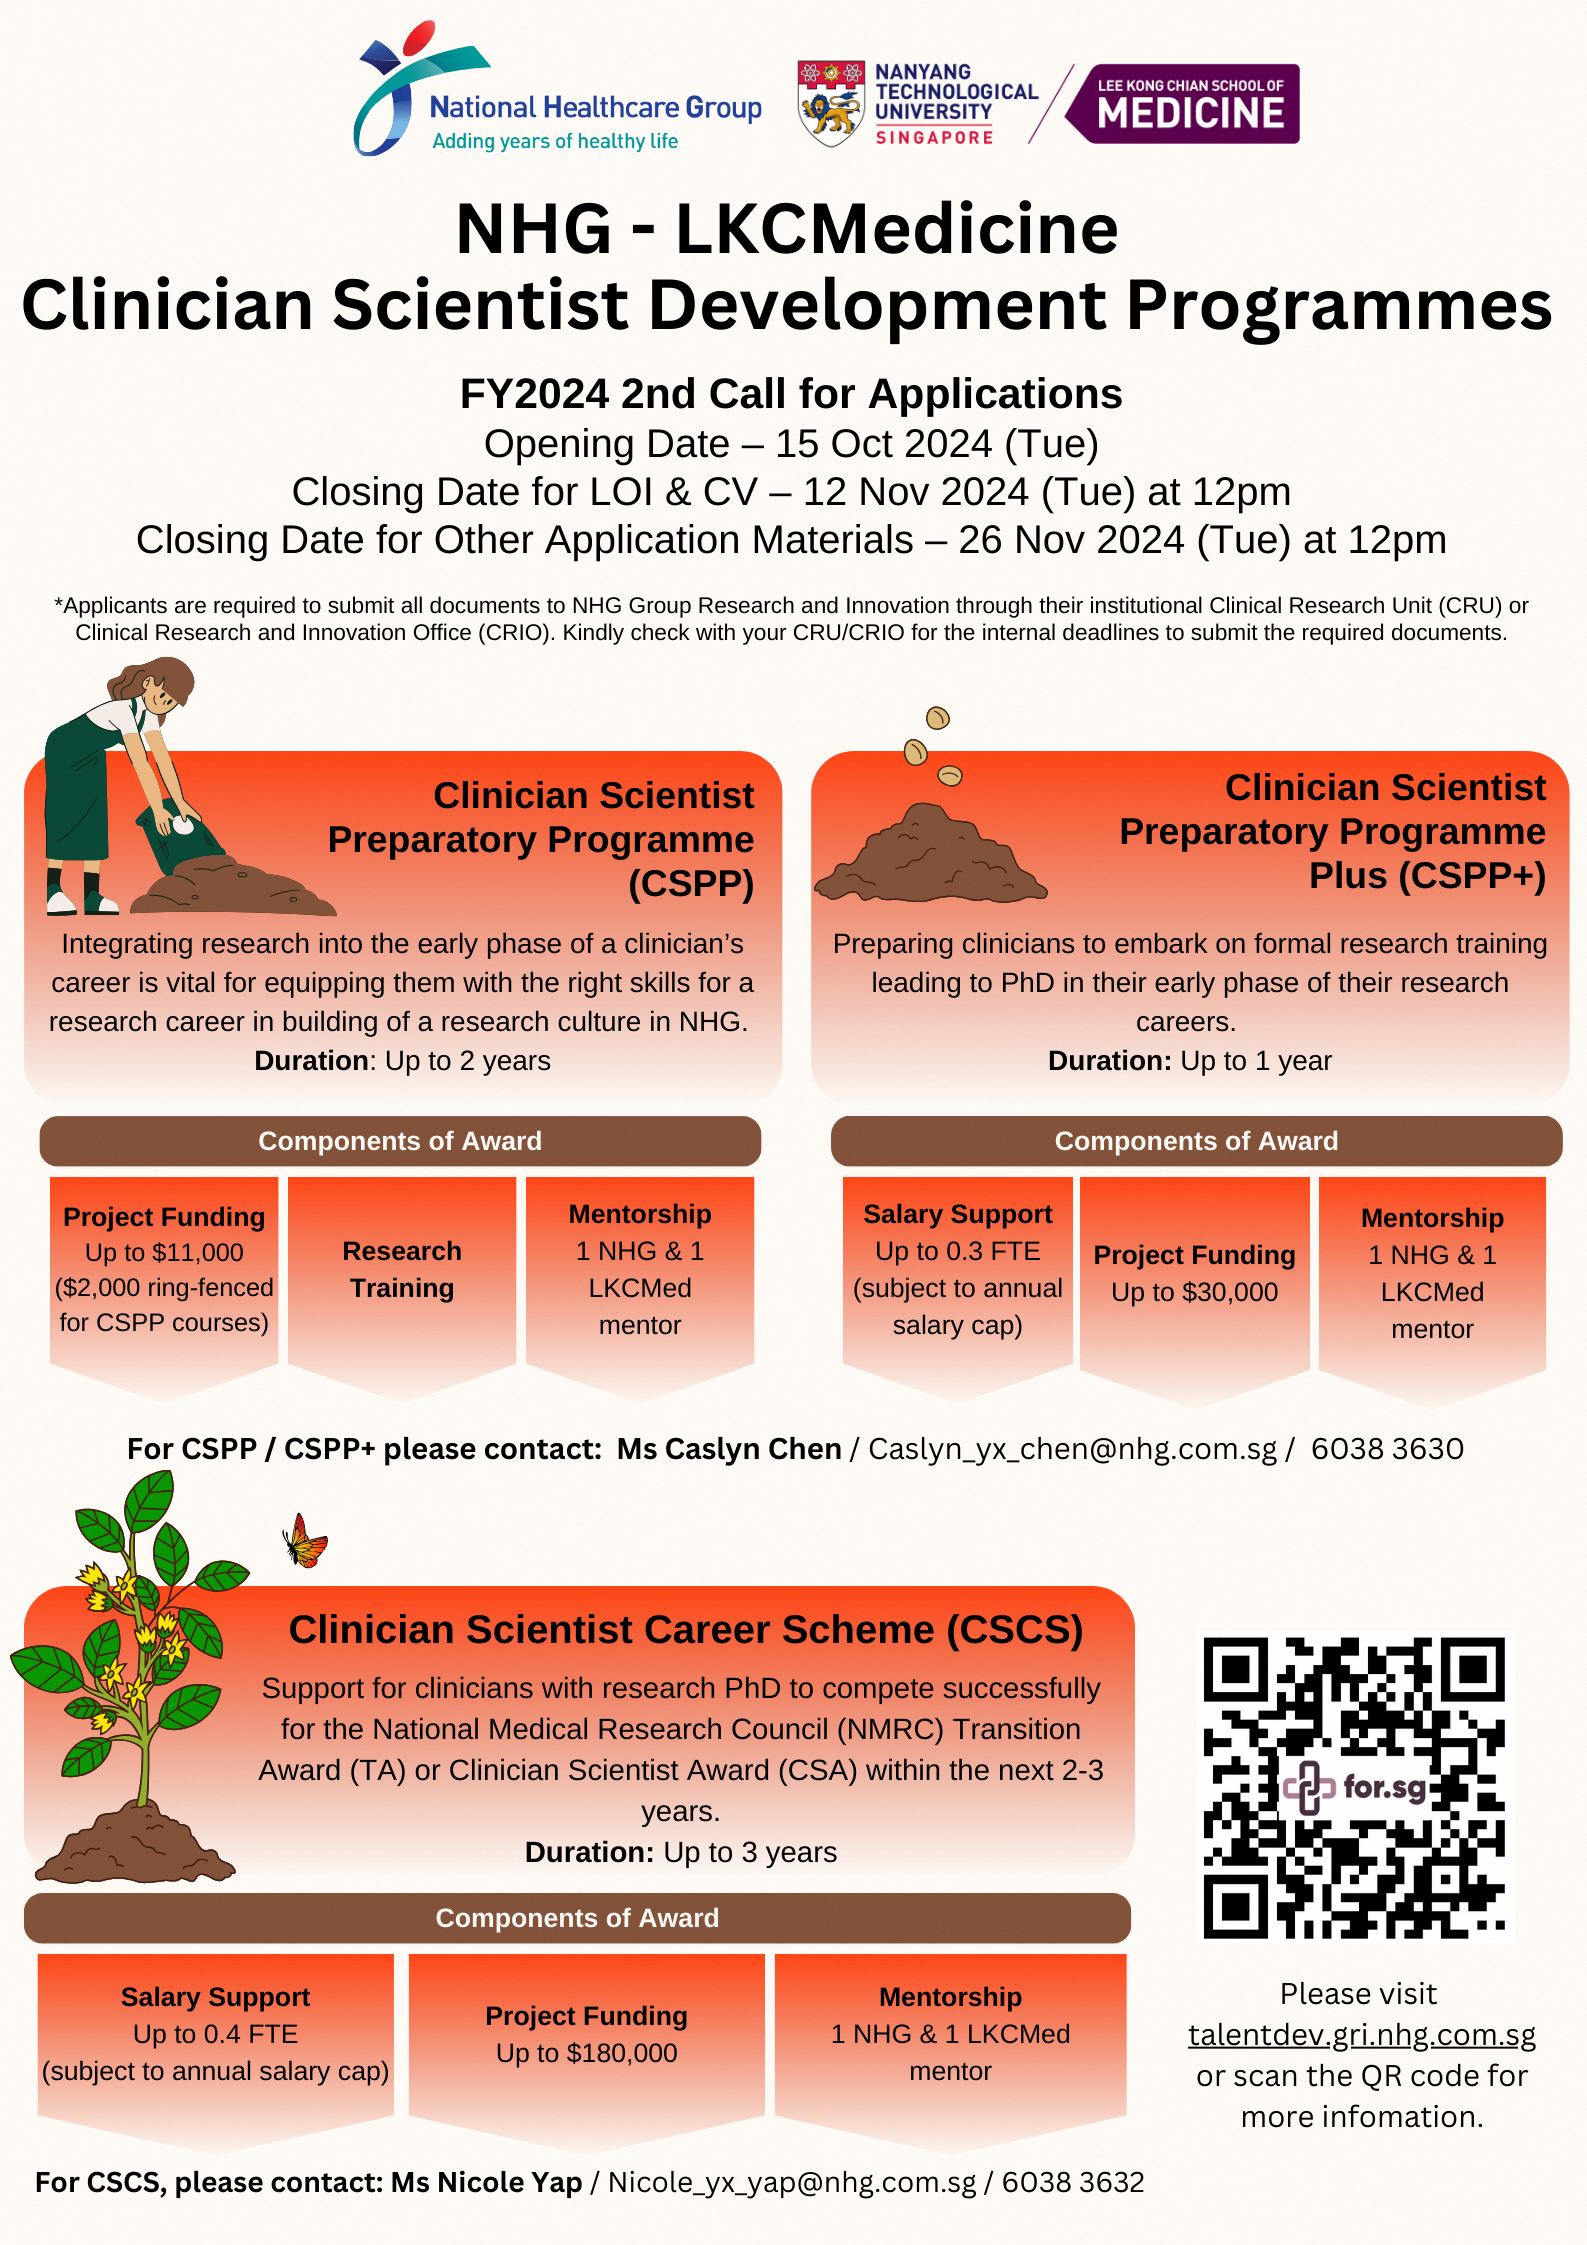 National Healthcare Group
Adding years of healthy life
NANYANG
TECHNOLOGICAL
UNIVERSITY
SINGAPORE
LEE KONG CHIAN SCHOOL OF
MEDICINE
NHG - LKCMedicine
Clinician Scientist Development Programmes
FY2024 2nd Call for Applications
Opening Date – 15 Oct 2024 (Tue)
Closing Date for LOI & CV – 12 Nov 2024 (Tue) at 12pm
Closing Date for Other Application Materials – 26 Nov 2024 (Tue) at 12pm
*Applicants are required to submit all documents to NHG Group Research and Innovation through their institutional Clinical Research Unit (CRU) or
Clinical Research and Innovation Office (CRIO). Kindly check with your CRU/CRIO for the internal deadlines to submit the required documents.
Clinician Scientist
Preparatory Programme
(CSPP)
Integrating research into the early phase of a clinician’s
career is vital for equipping them with the right skills for a
research career in building of a research culture in NHG.
Duration: Up to 2 years
Components of Award
Project Funding
Up to $11,000
($2,000 ring-fenced
for CSPP courses)
Research
Training
Mentorship
1 NHG & 1
LKCMed
mentor
Clinician Scientist
Preparatory Programme
Plus (CSPP+)
Preparing clinicians to embark on formal research training
leading to PhD in their early phase of their research
careers.
Duration: Up to 1 year
Components of Award
Salary Support
Up to 0.3 FTE
(subject to annual
salary cap)
Project Funding
Up to $30,000
Mentorship
1 NHG & 1
LKCMed
mentor
For CSPP / CSPP+ please contact: Ms Caslyn Chen / Caslyn_yx_chen@nhg.com.sg / 6038 3630
Clinician Scientist Career Scheme (CSCS)
Support for clinicians with research PhD to compete successfully
for the National Medical Research Council (NMRC) Transition
Award (TA) or Clinician Scientist Award (CSA) within the next 2-3
years.
Duration: Up to 3 years
Components of Award
Salary Support
Up to 0.4 FTE
(subject to annual salary cap)
Project Funding
Up to $180,000
Mentorship
1 NHG & 1 LKCMed
mentor
for.sg
Please visit
talentdev.gri.nhg.com.sg
or scan the QR code for
more infomation.
For CSCS, please contact: Ms Nicole Yap / Nicole_yx_yap@nhg.com.sg / 6038 3632